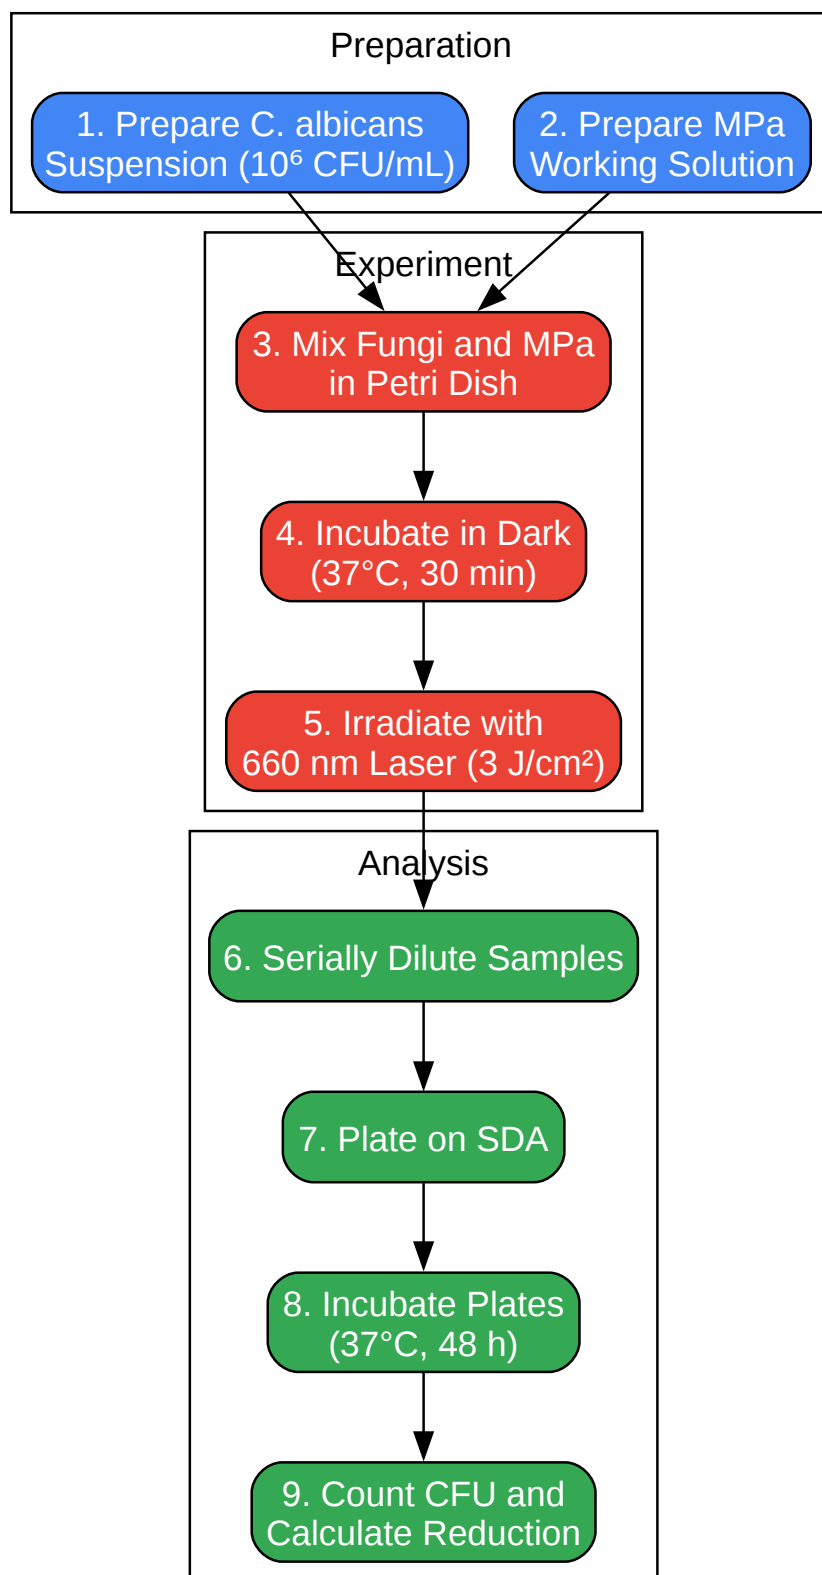 Preparation
1. Prepare C. albicans
Suspension (10⁶ CFU/mL)
2. Prepare MPa
Working Solution
Experiment
3. Mix Fungi and MPa
in Petri Dish
4. Incubate in Dark
(37°C, 30 min)
5. Irradiate with
660 nm Laser (3 J/cm²)
Analysis
6. Serially Dilute Samples
7. Plate on SDA
8. Incubate Plates
(37°C, 48 h)
9. Count CFU and
Calculate Reduction